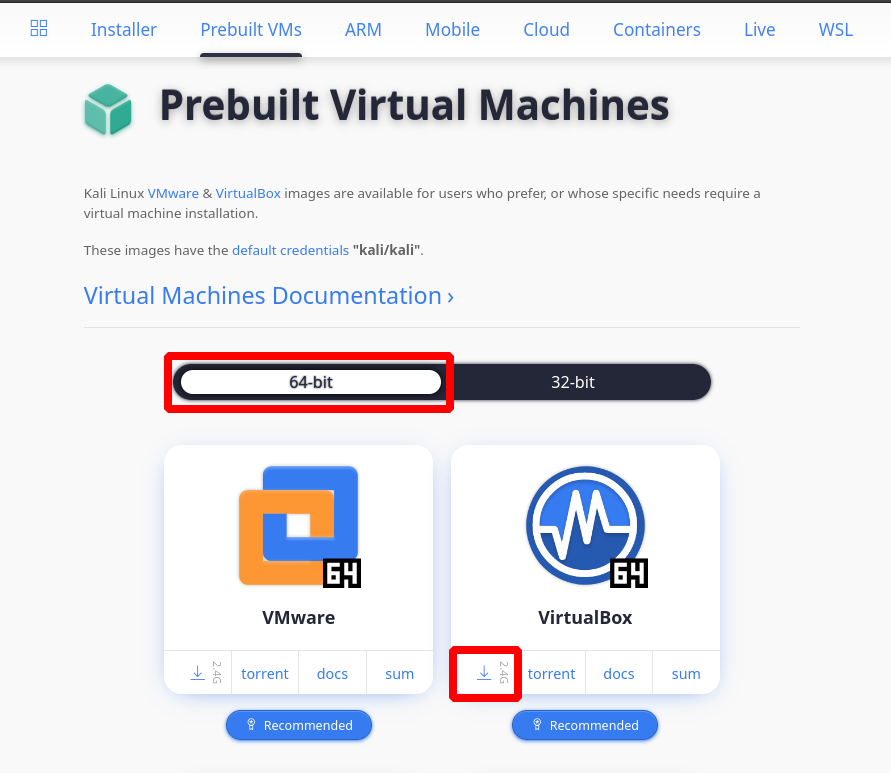 Installer Prebuilt VMs ARM Mobile Cloud Containers Live WSL
Prebuilt Virtual Machines
Kali Linux VMware & VirtualBox images are available for users who prefer, or whose specific needs require a
virtual machine installation.
These images have the default credentials "kali/kali".
Virtual Machines Documentation ›
64-bit 32-bit
64 64
VMware VirtualBox
2.4G torrent docs sum 2.4G torrent docs sum
Recommended Recommended